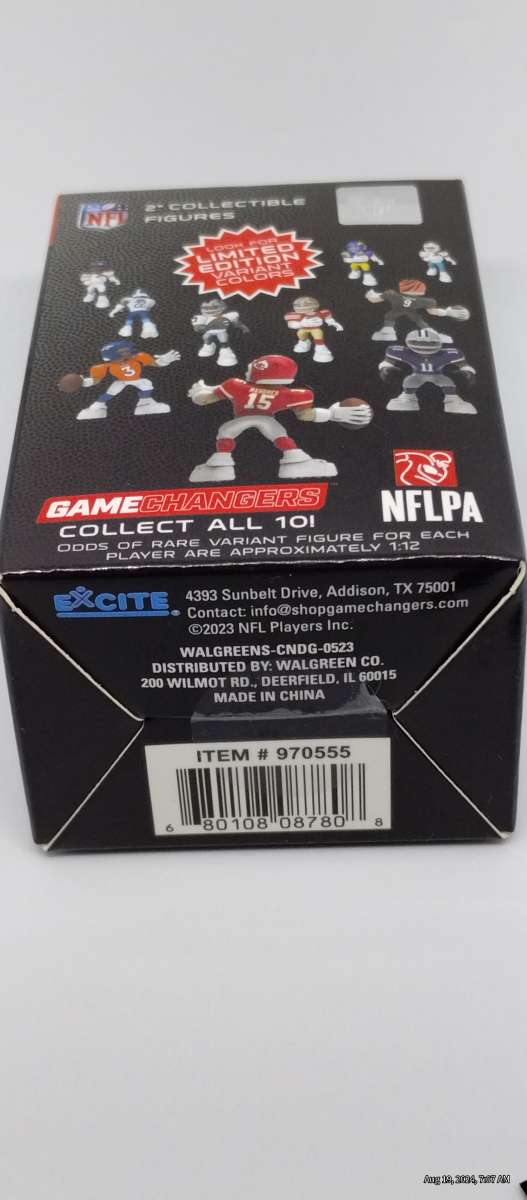 NFL
2" COLLECTIBLE
FIGURES
LOOK FOR
LIMITED
EDITION
VARIANT
COLORS
9
3
11
15
GAMECHANGERS™
COLLECT ALL 10!
NFLPA
ODDS OF RARE VARIANT FIGURE FOR EACH
PLAYER ARE APPROXIMATELY 1:12
EXCITE®
4393 Sunbelt Drive, Addison, TX 75001
Contact: info@shopgamechangers.com
©2023 NFL Players Inc.
WALGREENS-CNDG-0523
DISTRIBUTED BY: WALGREEN CO.
200 WILMOT RD., DEERFIELD, IL 60015
MADE IN CHINA
ITEM # 970555
6 80108 08780 8
Aug 19, 2024, 7:07 AM